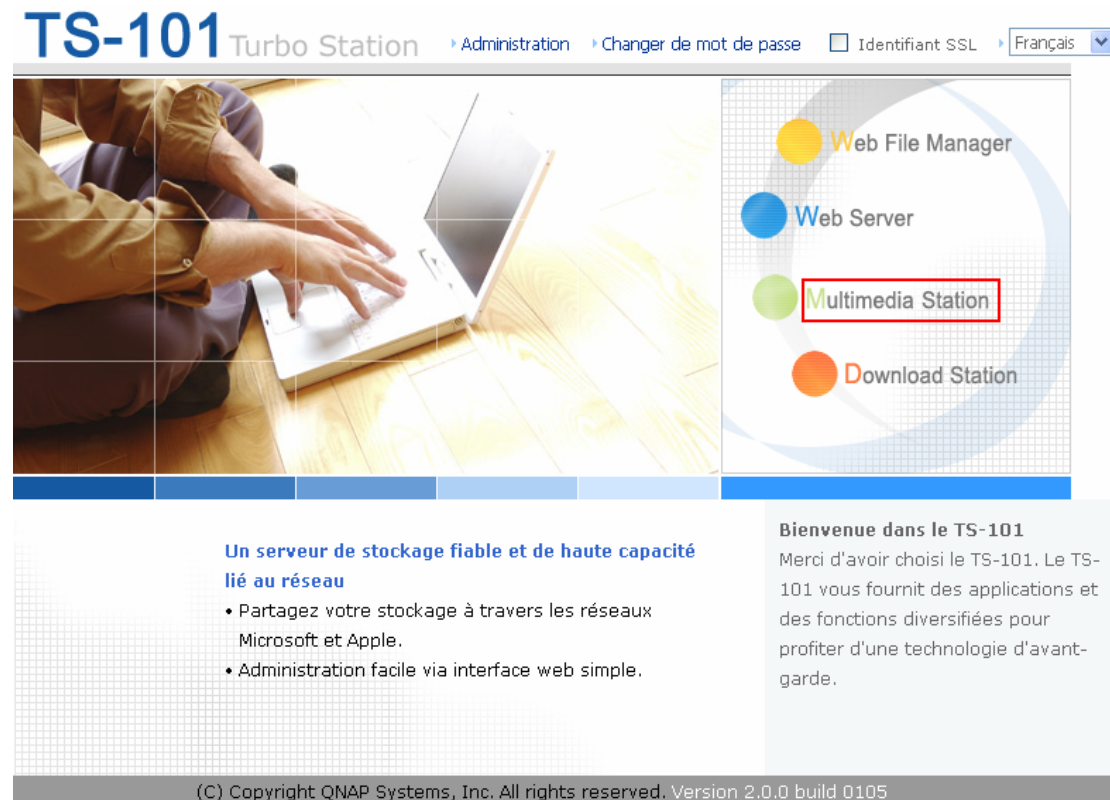 TS-101 Turbo Station
Administration
Changer de mot de passe
Identifiant SSL
Français
Web File Manager
Web Server
Multimedia Station
Download Station
Un serveur de stockage fiable et de haute capacité
lié au réseau
• Partagez votre stockage à travers les réseaux
Microsoft et Apple.
• Administration facile via interface web simple.
Bienvenue dans le TS-101
Merci d'avoir choisi le TS-101. Le TS-
101 vous fournit des applications et
des fonctions diversifiées pour
profiter d'une technologie d'avant-
garde.
(C) Copyright QNAP Systems, Inc. All rights reserved. Version 2.0.0 build 0105